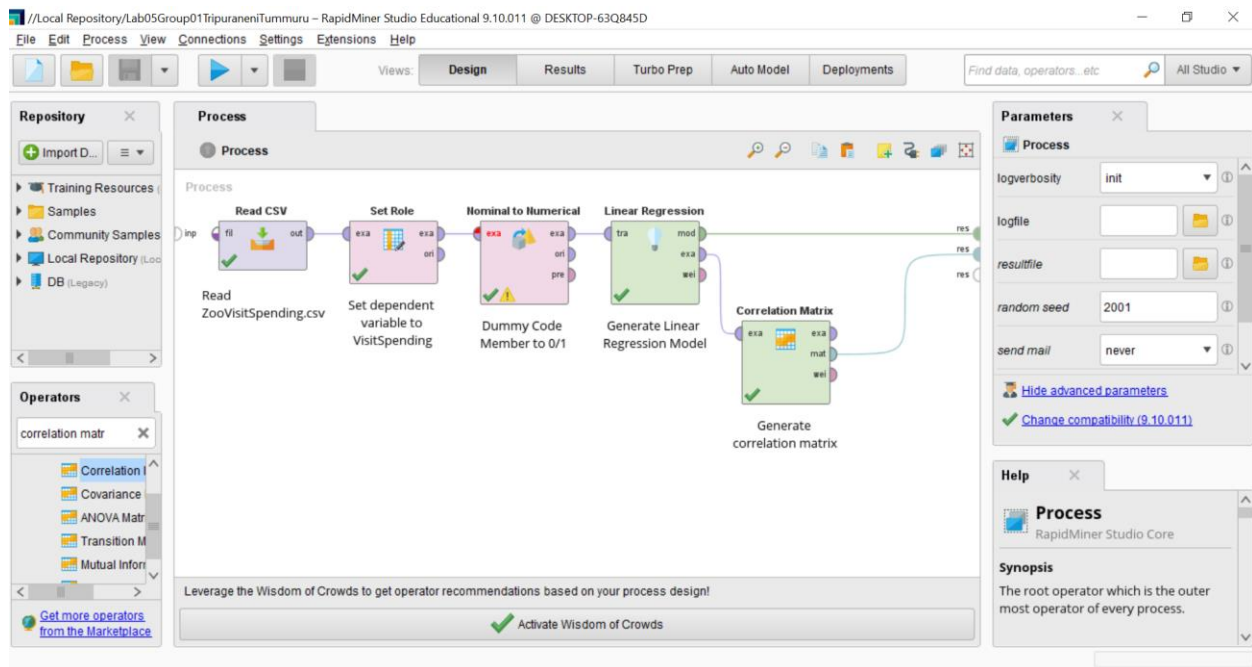 //Local Repository/Lab05Group01TripuraneniTummuru – RapidMiner Studio Educational 9.10.011 @ DESKTOP-63Q845D
File Edit Process View Connections Settings Extensions Help
Views: Design Results Turbo Prep Auto Model Deployments
Find data, operators...etc
All Studio
Repository
Import D...
Training Resources (
Samples
Community Samples
Local Repository (Loc
DB (Legacy)
Operators
correlation matr
Correlation I
Covariance
ANOVA Matr
Transition M
Mutual Inforr
Get more operators
from the Marketplace
Process
Process
Process
inp
Read CSV
fil out
Read
ZooVisitSpending.csv
Set Role
exa exa
ori
Set dependent
variable to
VisitSpending
Nominal to Numerical
exa exa
ori
pre
Dummy Code
Member to 0/1
Linear Regression
tra mod
exa
wei
Generate Linear
Regression Model
Correlation Matrix
exa exa
mat
wei
Generate
correlation matrix
res
res
res
Leverage the Wisdom of Crowds to get operator recommendations based on your process design!
Activate Wisdom of Crowds
Parameters
Process
logverbosity init
logfile
resultfile
random seed 2001
send mail never
Hide advanced parameters
Change compatibility (9.10.011)
Help
Process
RapidMiner Studio Core
Synopsis
The root operator which is the outer
most operator of every process.